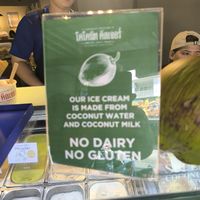 OUR ICE CREAM
IS MADE FROM
COCONUT WATER
AND COCONUT MILK
NO DAIRY
NO GLUTEN